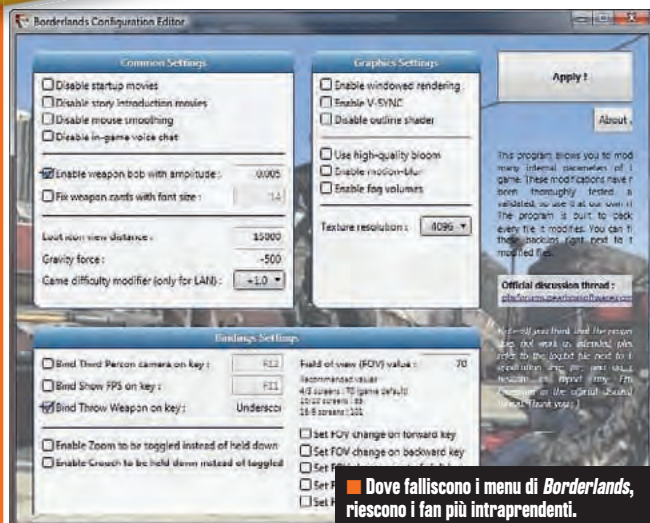 Borderlands Configuration Editor
Common Settings
Disable startup movies
Disable story introduction movies
Disable mouse smoothing
Disable in-game voice chat
Enable weapon bob with amplitude : 0.005
Fix weapon cards with font size : 14
Loot icon view distance : 15000
Gravity force : -500
Game difficulty modifier (only for LAN) : +1.0
Graphics Settings
Enable windowed rendering
Enable V-SYNC
Disable outline shader
Use high-quality bloom
Enable motion-blur
Enable fog volumes
Texture resolution : 4096
Apply !
About
This program allows you to mod
many internal parameters of
game. These modifications have
been thoroughly tested
validated, so use it at our own
The program is built to back
every file it modifies. You can
these backups right next to
modified files.
Official discussion thread :
Bindings Settings
Bind Third Person camera on key : F12
Bind Show FPS on key : F11
Bind Throw Weapon on key : Undersco
Enable Zoom to be toggled instead of held down
Enable Crouch to be held down instead of toggled
Field of view (FOV) value : 70
Recommended values
4/3 screens : 70 (game default)
Set FOV change on forward key
Set FOV change on backward key
Set
Set
Set
Dove falliscono i menu di Borderlands,
riescono i fan più intraprendenti.